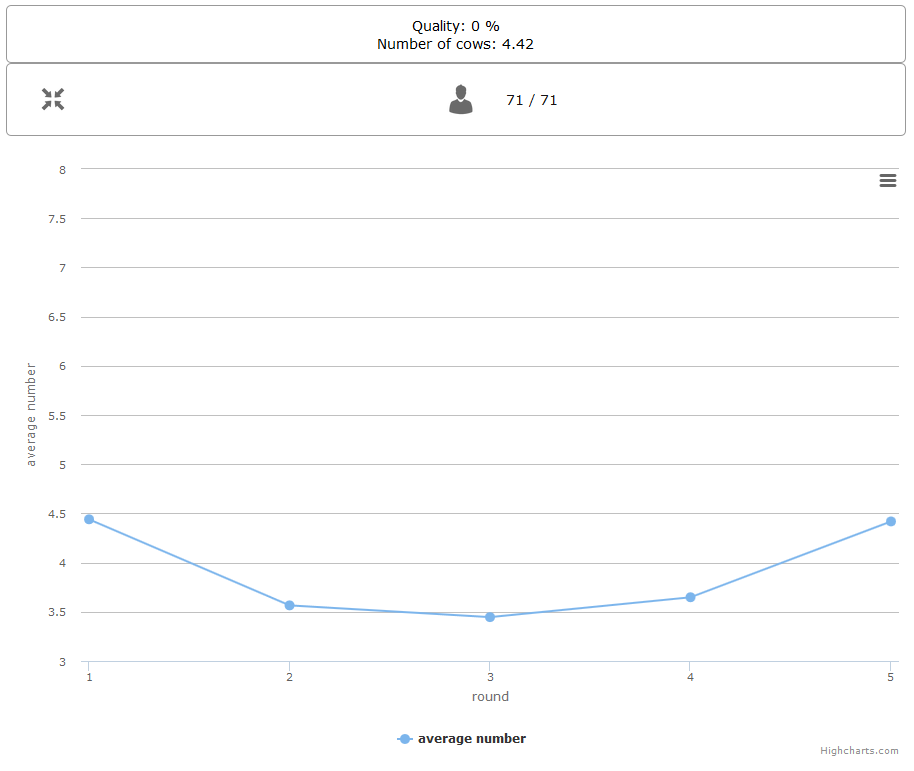 Quality: 0 %
Number of cows: 4.42
71 / 71
8
7.5
7
6.5
6
5.5
5
4.5
4
3.5
3
average number
1 2 3 4 5
round
average number
Highcharts.com